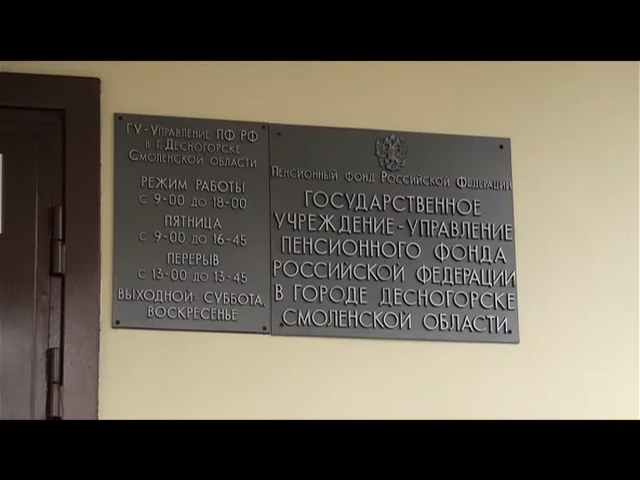 ГУ-Управление ПФ РФ
в г. Десногорске
Смоленской области
РЕЖИМ РАБОТЫ
с 9-00 до 18-00
ПЯТНИЦА
с 9-00 до 16-45
ПЕРЕРЫВ
с 13-00 до 13-45
ВЫХОДНОЙ: СУББОТА,
ВОСКРЕСЕНЬЕ
Пенсионный фонд Российской Федерации
ГОСУДАРСТВЕННОЕ
УЧРЕЖДЕНИЕ-УПРАВЛЕНИЕ
ПЕНСИОННОГО ФОНДА
РОССИЙСКОЙ ФЕДЕРАЦИИ
В ГОРОДЕ ДЕСНОГОРСКЕ
СМОЛЕНСКОЙ ОБЛАСТИ